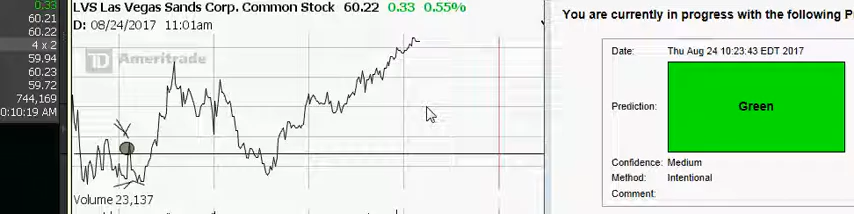 0.33
60.21
60.22
4 x 2
59.94
60.23
59.72
744,169
0:10:19 AM
LVS Las Vegas Sands Corp. Common Stock 60.22 0.33 0.55%
D: 08/24/2017 11:01am
TD Ameritrade
Volume 23,137
You are currently in progress with the following
Date: Thu Aug 24 10:23:43 EDT 2017
Prediction: Green
Confidence: Medium
Method: Intentional
Comment: